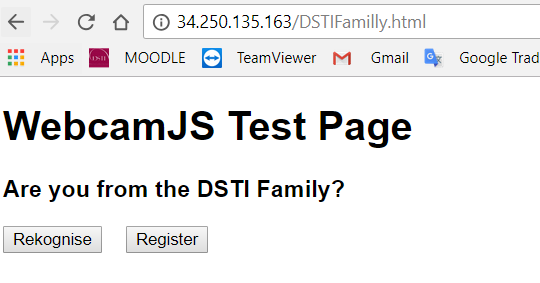 34.250.135.163/DSTIFamilly.html
Apps DSTI MOODLE TeamViewer Gmail Google Trad
WebcamJS Test Page
Are you from the DSTI Family?
Rekognise Register